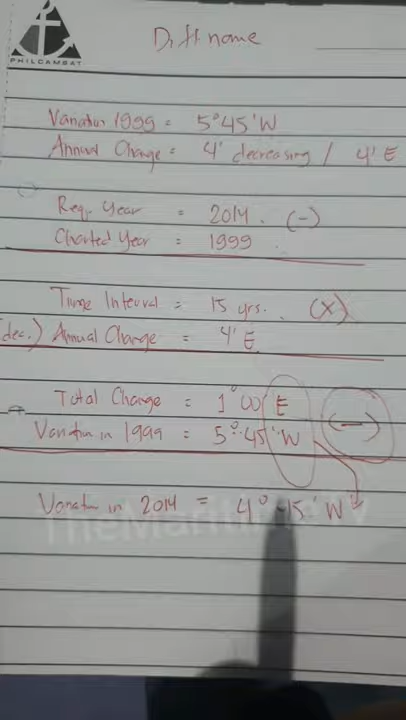 PHILCAMSAT
Diff name
Variation 1999 = 5°45'W
Annual Change = 4' decreasing / 4' E
Req. Year = 2014. (-)
Charted Year = 1999
Time Interval = 15 yrs. (X)
(dec.) Annual Change = 4' E
Total Change = 1°00' E
(-)
Variation in 1999 = 5°45' W
Variation in 2014 = 4° 45' W